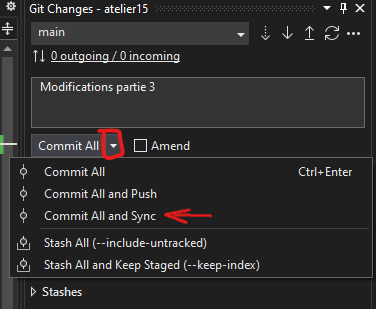 Git Changes - atelier15
main
0 outgoing / 0 incoming
Modifications partie 3
Commit All
Amend
Commit All Ctrl+Enter
Commit All and Push
Commit All and Sync
Stash All (--include-untracked)
Stash All and Keep Staged (--keep-index)
Stashes